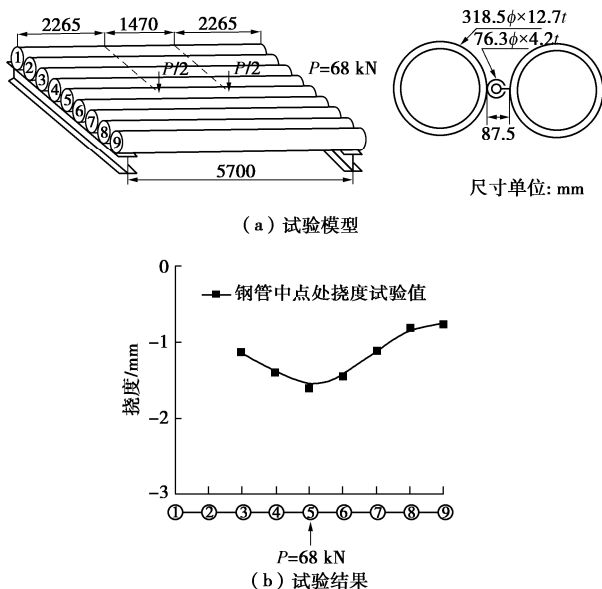 2265 1470 2265
P/2 P/2 P=68 kN
① ② ③ ④ ⑤ ⑥ ⑦ ⑧ ⑨
5700
318.5ϕ×12.7t
76.3ϕ×4.2t
87.5
尺寸单位: mm
(a) 试验模型
0
-1
-2
-3
挠度/mm
钢管中点处挠度试验值
① ② ③ ④ ⑤ ⑥ ⑦ ⑧ ⑨
P=68 kN
(b) 试验结果